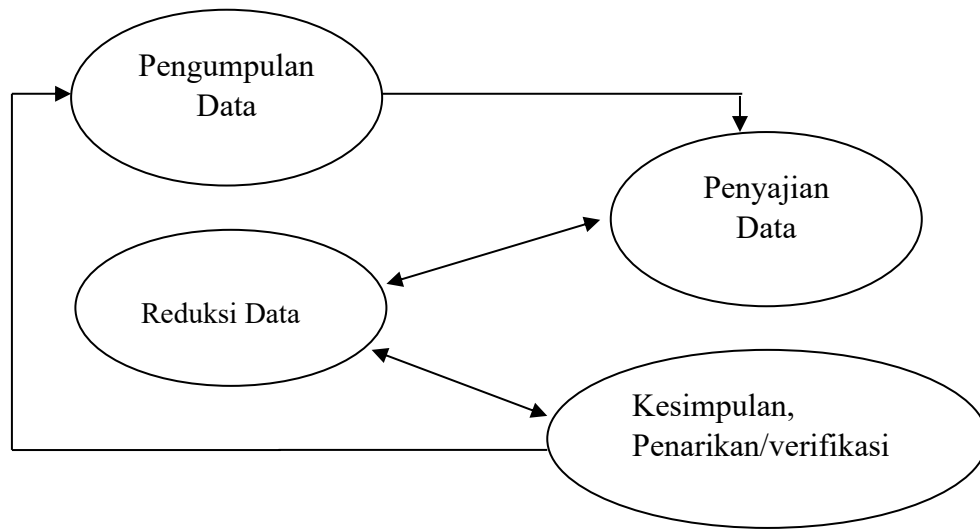 Pengumpulan
Data
Penyajian
Data
Reduksi Data
Kesimpulan,
Penarikan/verifikasi